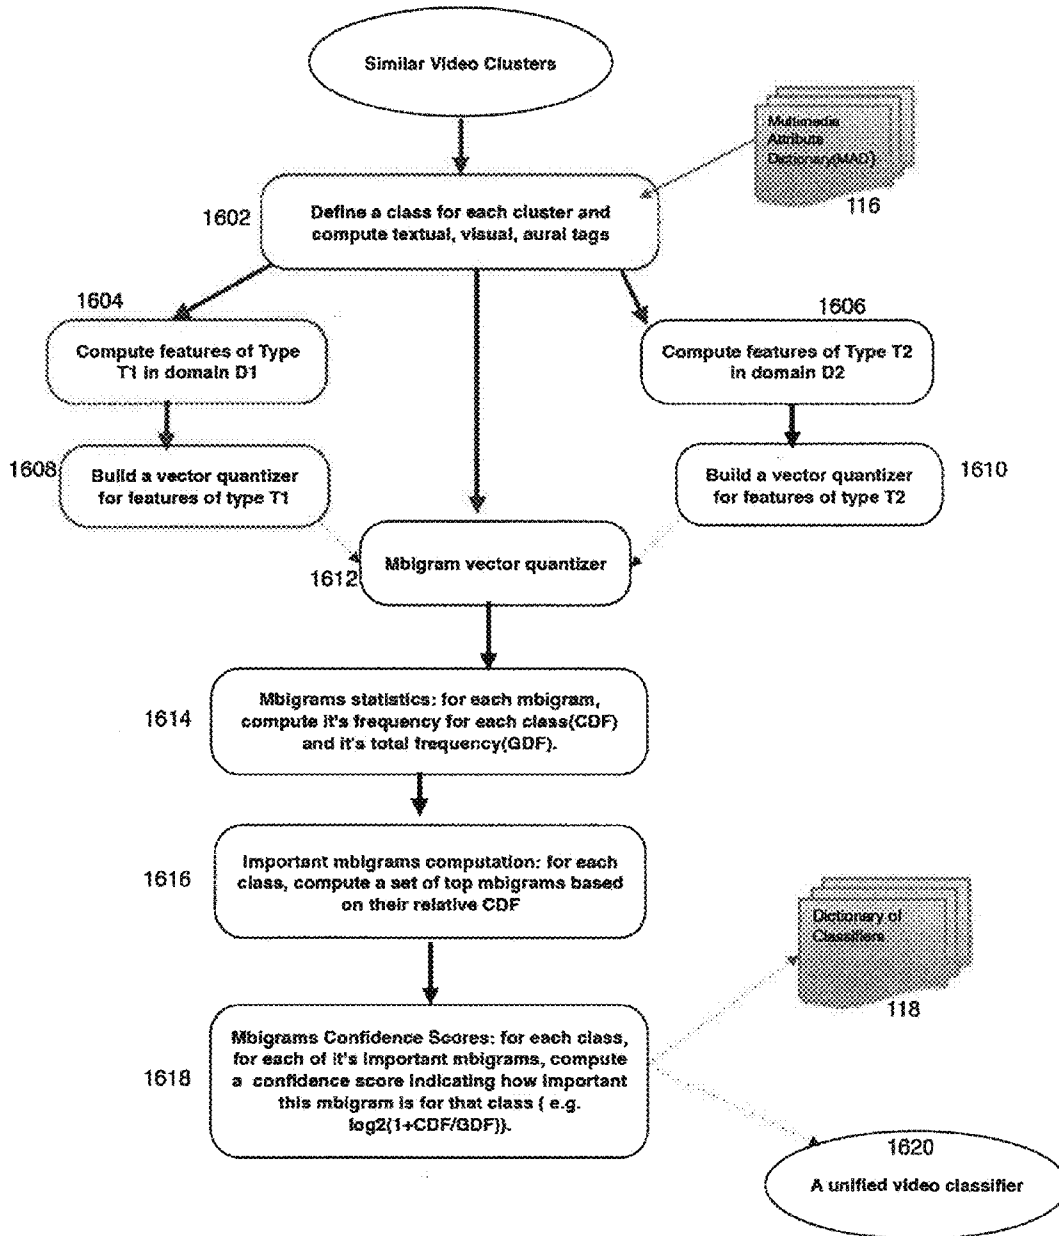 Similar Video Clusters
Multimedia
Attribute
Dictionary(MAD)
116
1602
Define a class for each cluster and
compute textual, visual, aural tags
1604
1606
Compute features of Type
T1 in domain D1
Compute features of Type T2
in domain D2
1608
Build a vector quantizer
for features of type T1
Build a vector quantizer
for features of type T2
1610
Mbigram vector quantizer
1612
1614
Mbigrams statistics: for each mbigram,
compute it's frequency for each class(CDF)
and it's total frequency(GDF).
1616
Important mbigrams computation: for each
class, compute a set of top mbigrams based
on their relative CDF
Dictionary of
Classifiers
118
1618
Mbigrams Confidence Scores: for each class,
for each of it's important mbigrams, compute
a confidence score indicating how important
this mbigram is for that class ( e.g.
log2(1+CDF/GDF)).
1620
A unified video classifier